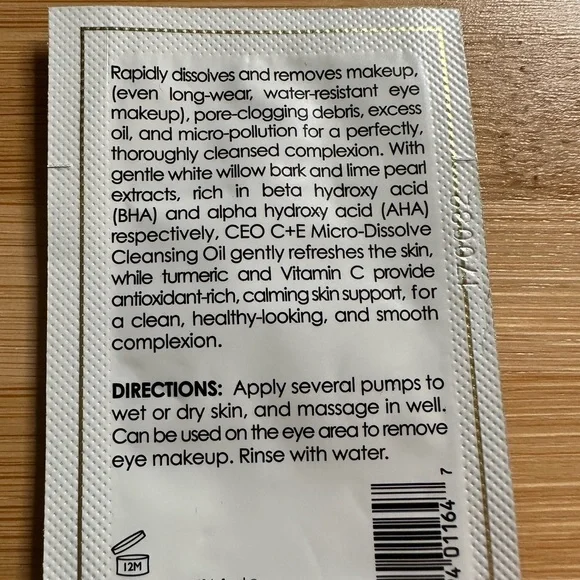 Rapidly dissolves and removes makeup,
(even long-wear, water-resistant eye
makeup), pore-clogging debris, excess
oil, and micro-pollution for a perfectly,
thoroughly cleansed complexion. With
gentle white willow bark and lime pearl
extracts, rich in beta hydroxy acid
(BHA) and alpha hydroxy acid (AHA)
respectively, CEO C+E Micro-Dissolve
Cleansing Oil gently refreshes the skin,
while turmeric and Vitamin C provide
antioxidant-rich, calming skin support, for
a clean, healthy-looking, and smooth
complexion.
DIRECTIONS: Apply several pumps to
wet or dry skin, and massage in well.
Can be used on the eye area to remove
eye makeup. Rinse with water.
12M
401164 7